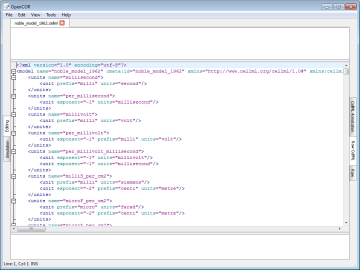 OpenCOR
File Edit View Tools Help
noble_model_1962.cellml
<?xml version="1.0" encoding="utf-8"?>
<model name="noble_model_1962" cmeta:id="noble_model_1962" xmlns="http://www.cellml.org/cellml/1.0#" xmlns:cellml
<units name="millisecond">
<unit prefix="milli" units="second"/>
</units>
<units name="per_millisecond">
<unit exponent="-1" units="millisecond"/>
</units>
<units name="millivolt">
<unit prefix="milli" units="volt"/>
</units>
<units name="per_millivolt">
<unit exponent="-1" prefix="milli" units="volt"/>
</units>
<units name="per_millivolt_millisecond">
<unit exponent="-1" units="millivolt"/>
<unit exponent="-1" units="millisecond"/>
</units>
<units name="milliS_per_cm2">
<unit prefix="milli" units="siemens"/>
<unit exponent="-2" prefix="centi" units="metre"/>
</units>
<units name="microF_per_cm2">
<unit prefix="micro" units="farad"/>
<unit exponent="-2" prefix="centi" units="metre"/>
</units>
Editing
Simulation
CellML Annotation
Raw CellML
Raw
Line: 1, Col: 1 INS